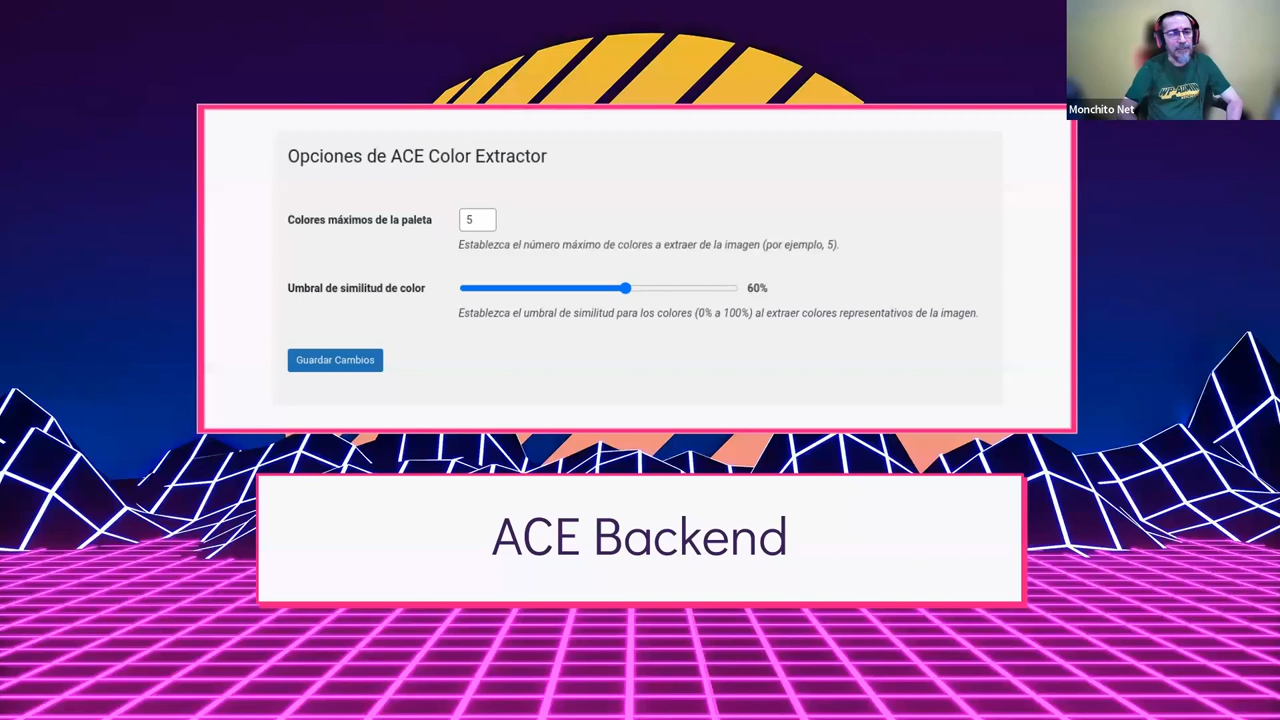 Monchito Net
WP-ADMIN
Opciones de ACE Color Extractor
Colores máximos de la paleta
5
Establezca el número máximo de colores a extraer de la imagen (por ejemplo, 5).
Umbral de similitud de color
60%
Establezca el umbral de similitud para los colores (0% a 100%) al extraer colores representativos de la imagen.
Guardar Cambios
ACE Backend